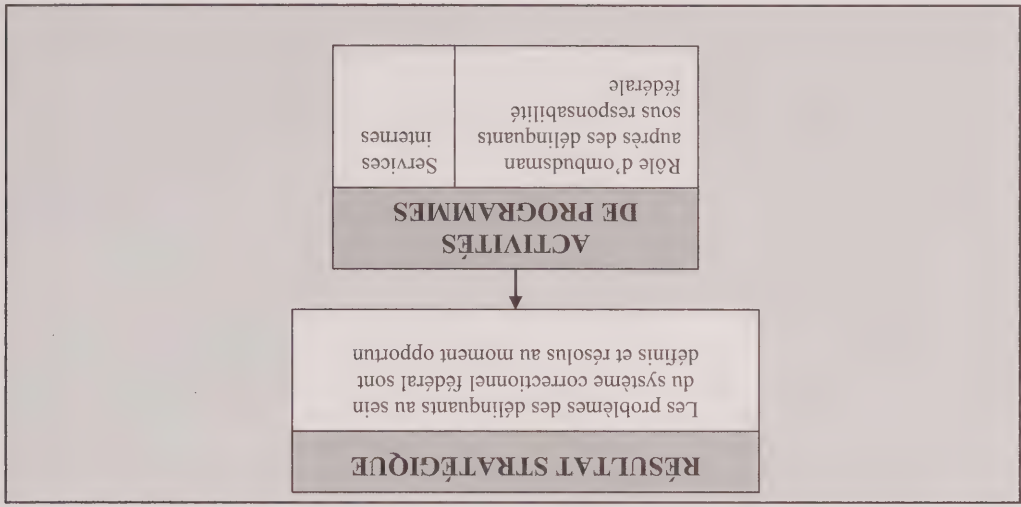 RÉSULTAT STRATÉGIQUE
Les problèmes des délinquants au sein
du système correctionnel fédéral sont
définis et résolus au moment opportun
ACTIVITÉS
DE PROGRAMMES
Rôle d'ombudsman
auprès des délinquants
sous responsabilité
fédérale
Services
internes